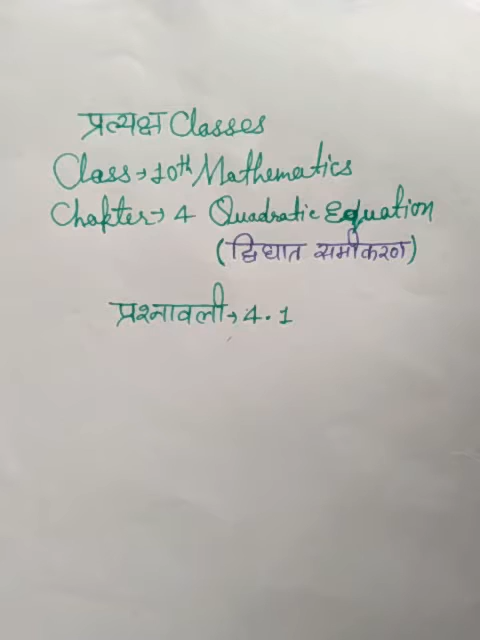 प्रत्यक्ष Classes
Class→10th Mathematics
Chapter→ 4 Quadratic Equation
(द्विघात समीकरण)
प्रश्नावली→4.1